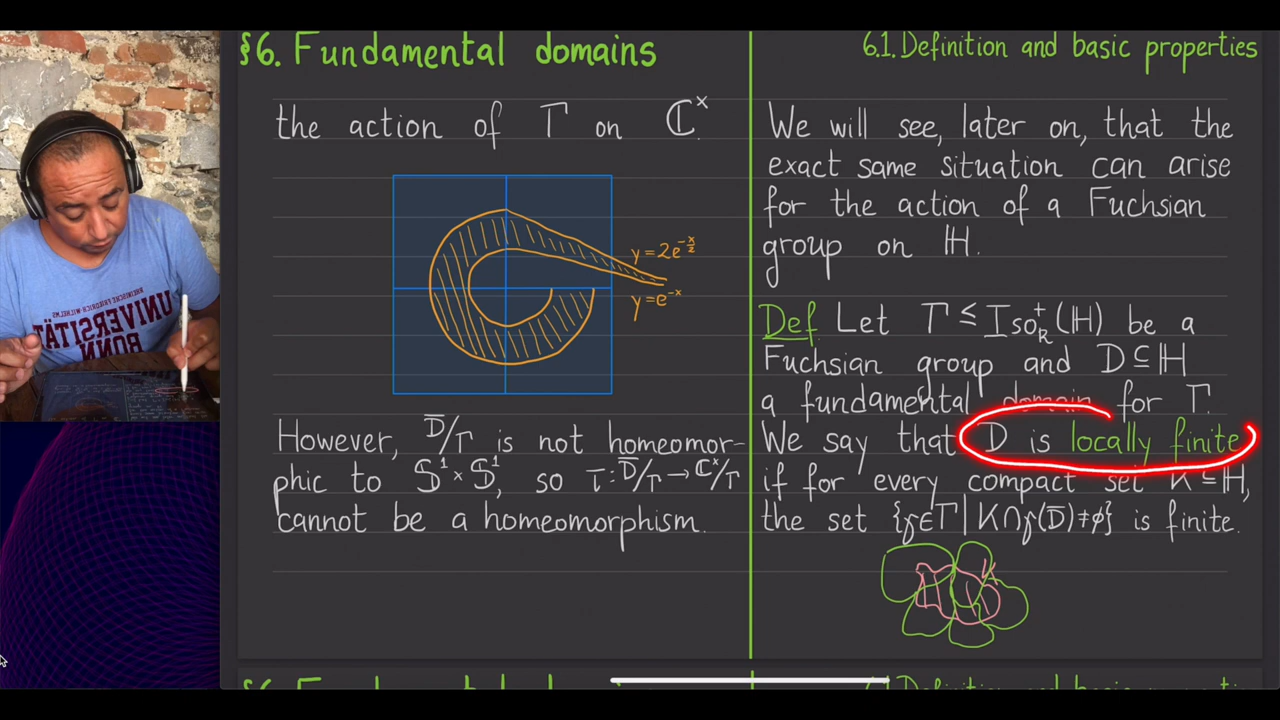 §6. Fundamental domains
the action of Γ on ℂˣ.
y=2e^{-x/2}
y=e^{-x}
However, D̄/Γ is not homeomor-
phic to 𝕊¹×𝕊¹, so τ: D̄/Γ → ℂˣ/Γ
cannot be a homeomorphism.
6.1. Definition and basic properties
We will see, later on, that the
exact same situation can arise
for the action of a Fuchsian
group on ℍ.
Def Let Γ ≤ Iso⁺_ℝ(ℍ) be a
Fuchsian group and D ⊆ ℍ
a fundamental domain for Γ.
We say that D is locally finite
if for every compact set K ⊆ ℍ,
the set {γ∈Γ | K∩γ(D̄)≠∅} is finite.
K
UNIVERSITÄT
BONN